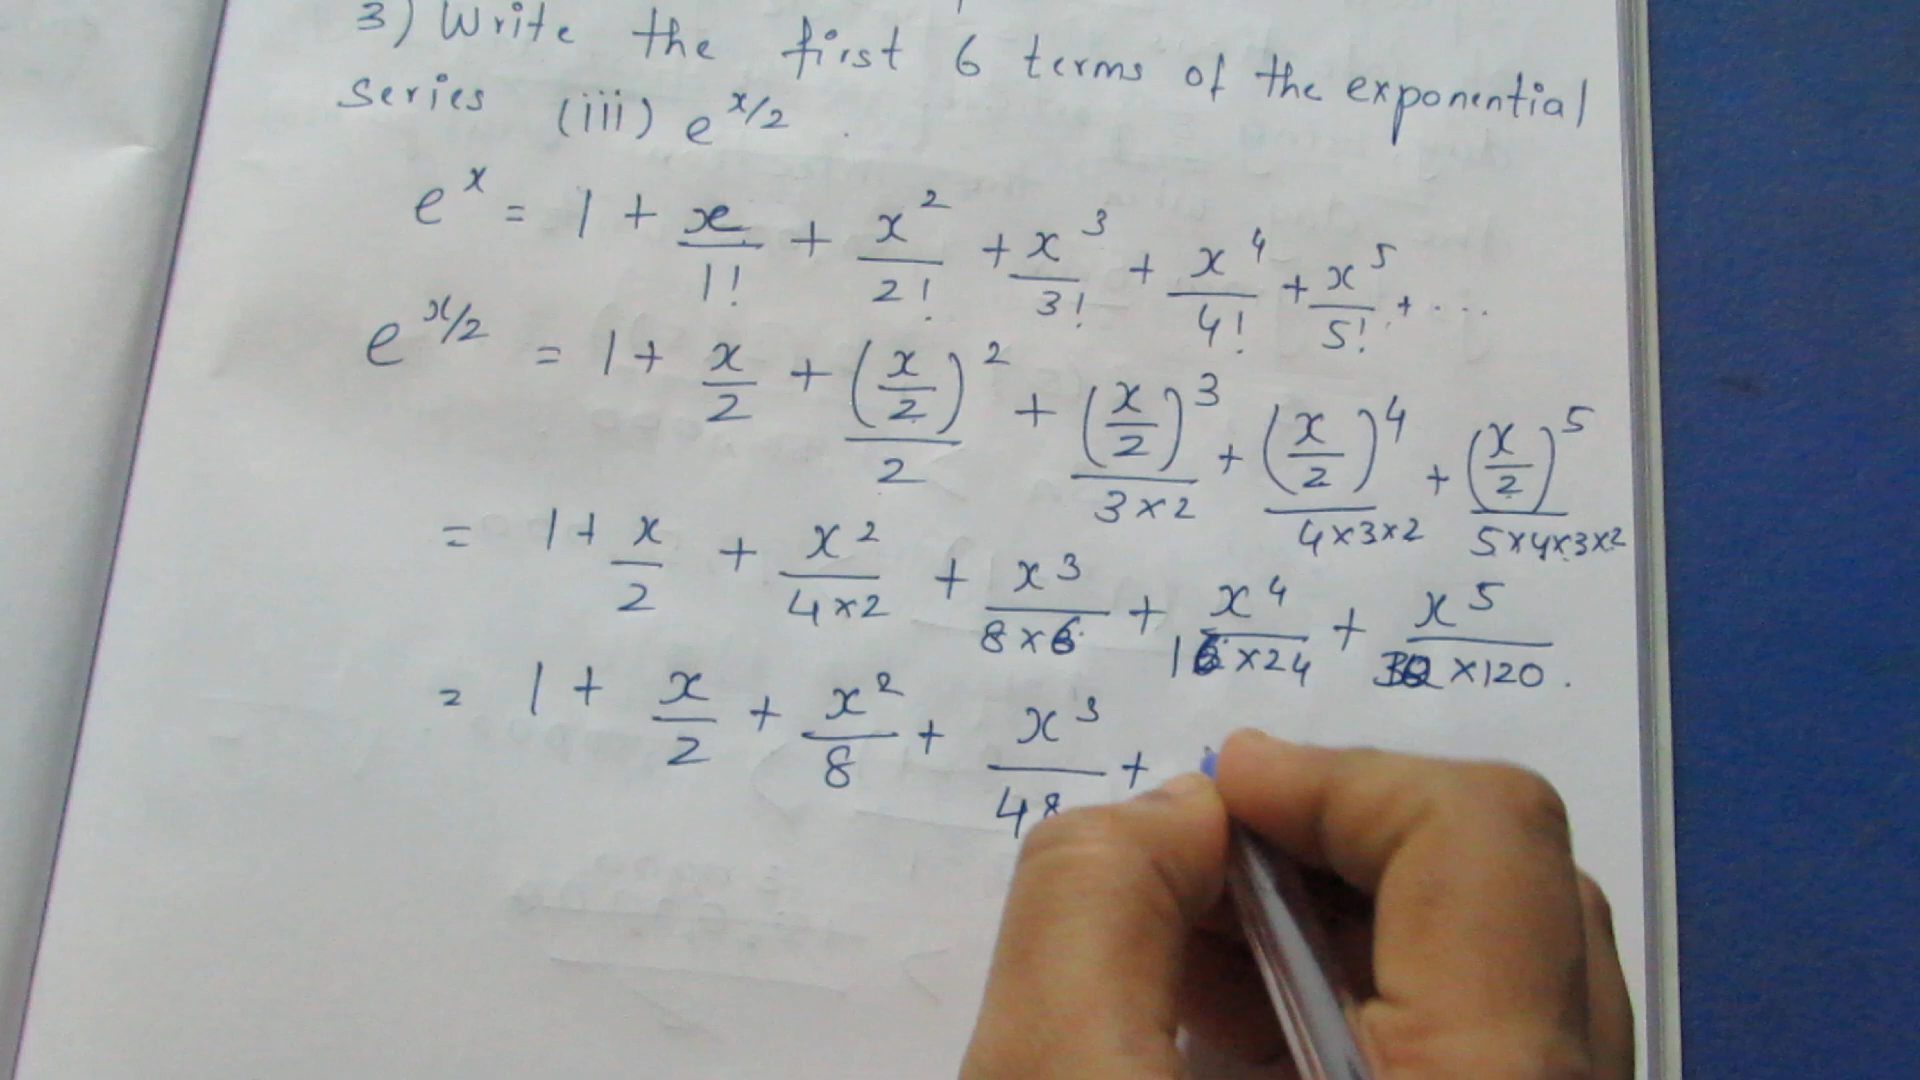 3) Write the first 6 terms of the exponential
series (iii) e^x/2.
e^x = 1 + x/1! + x^2/2! + x^3/3! + x^4/4! + x^5/5! + ...
e^x/2 = 1 + x/2 + (x/2)^2/2 + (x/2)^3/3×2 + (x/2)^4/4×3×2 + (x/2)^5/5×4×3×2
= 1 + x/2 + x^2/4×2 + x^3/8×6 + x^4/16×24 + x^5/32×120.
= 1 + x/2 + x^2/8 + x^3/48 +